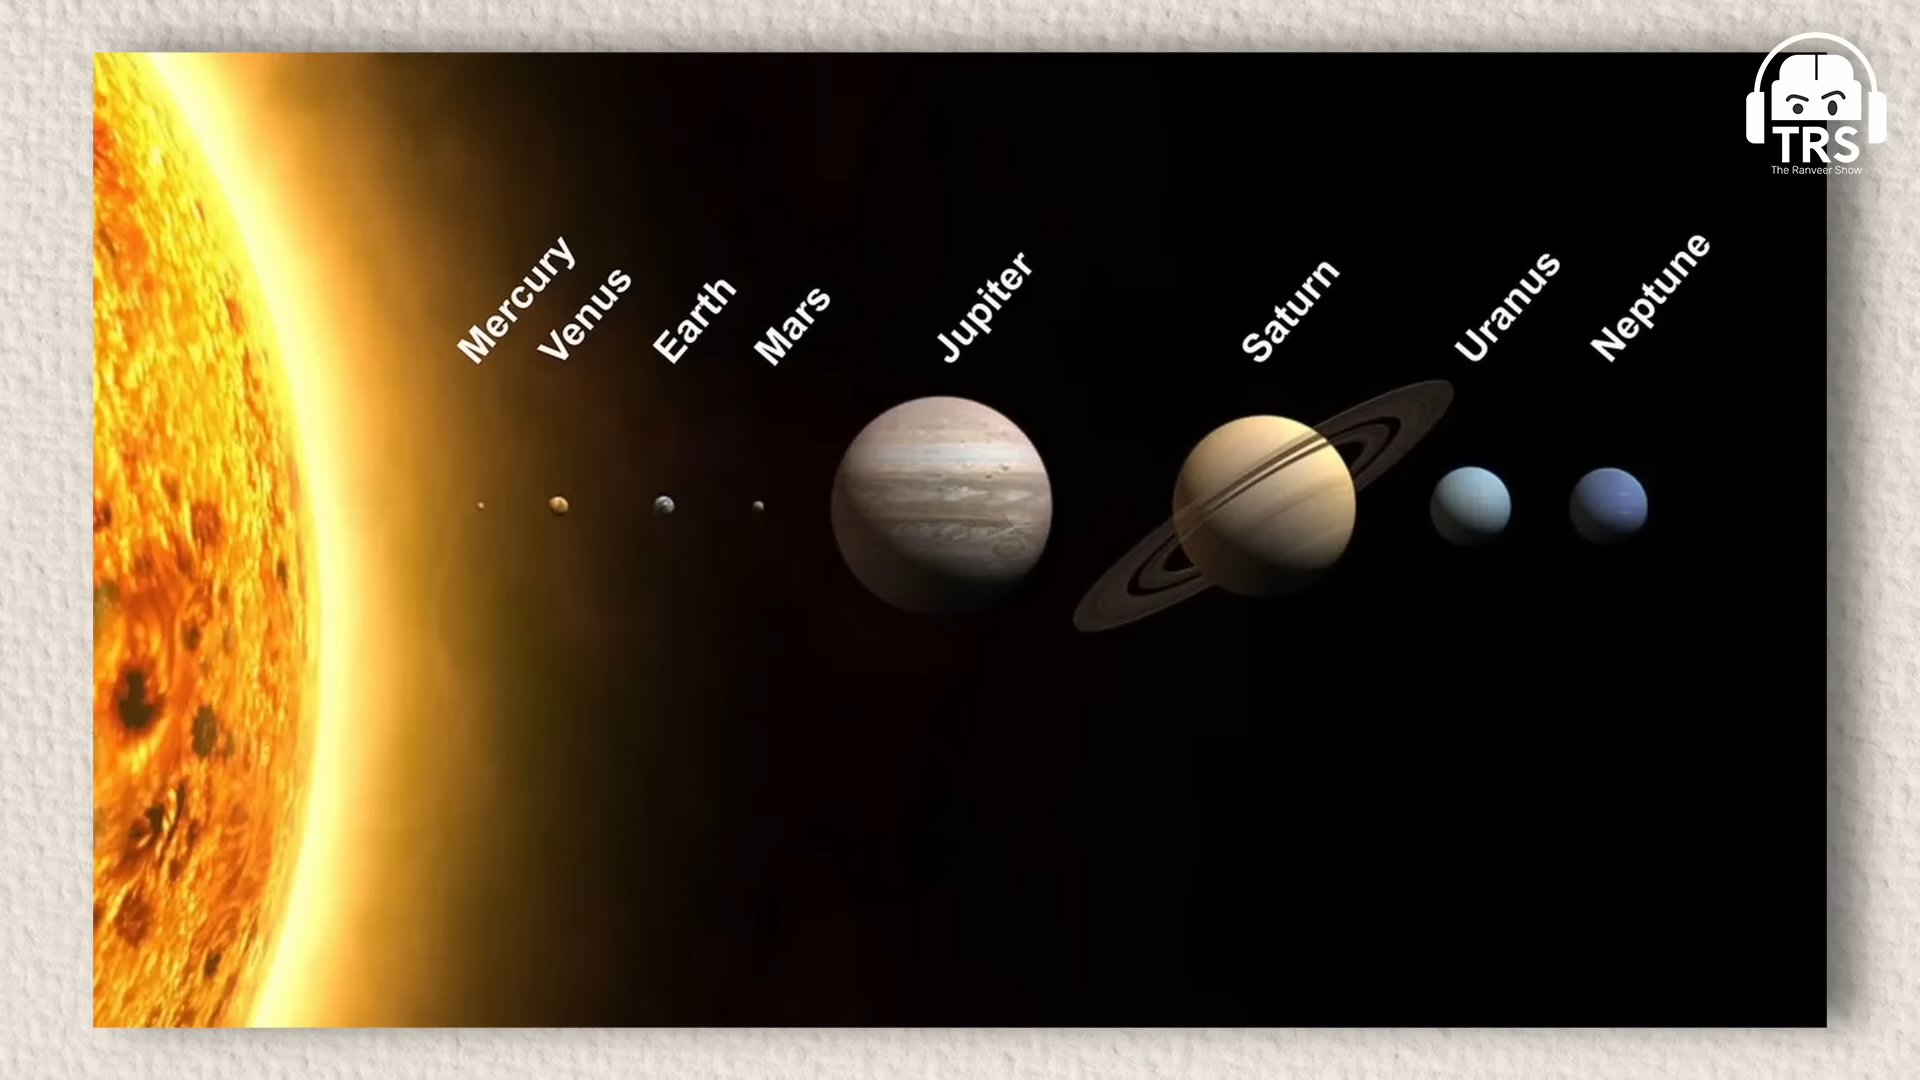 Mercury
Venus
Earth
Mars
Jupiter
Saturn
Uranus
Neptune
TRS
The Ranveer Show